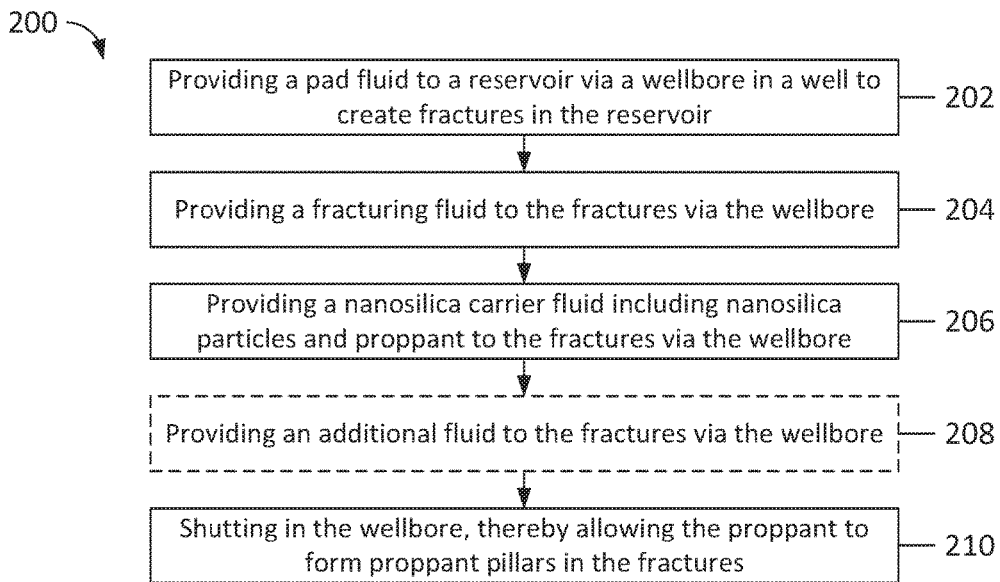 200
Providing a pad fluid to a reservoir via a wellbore in a well to
create fractures in the reservoir
202
Providing a fracturing fluid to the fractures via the wellbore
204
Providing a nanosilica carrier fluid including nanosilica
particles and proppant to the fractures via the wellbore
206
Providing an additional fluid to the fractures via the wellbore
208
Shutting in the wellbore, thereby allowing the proppant to
form proppant pillars in the fractures
210